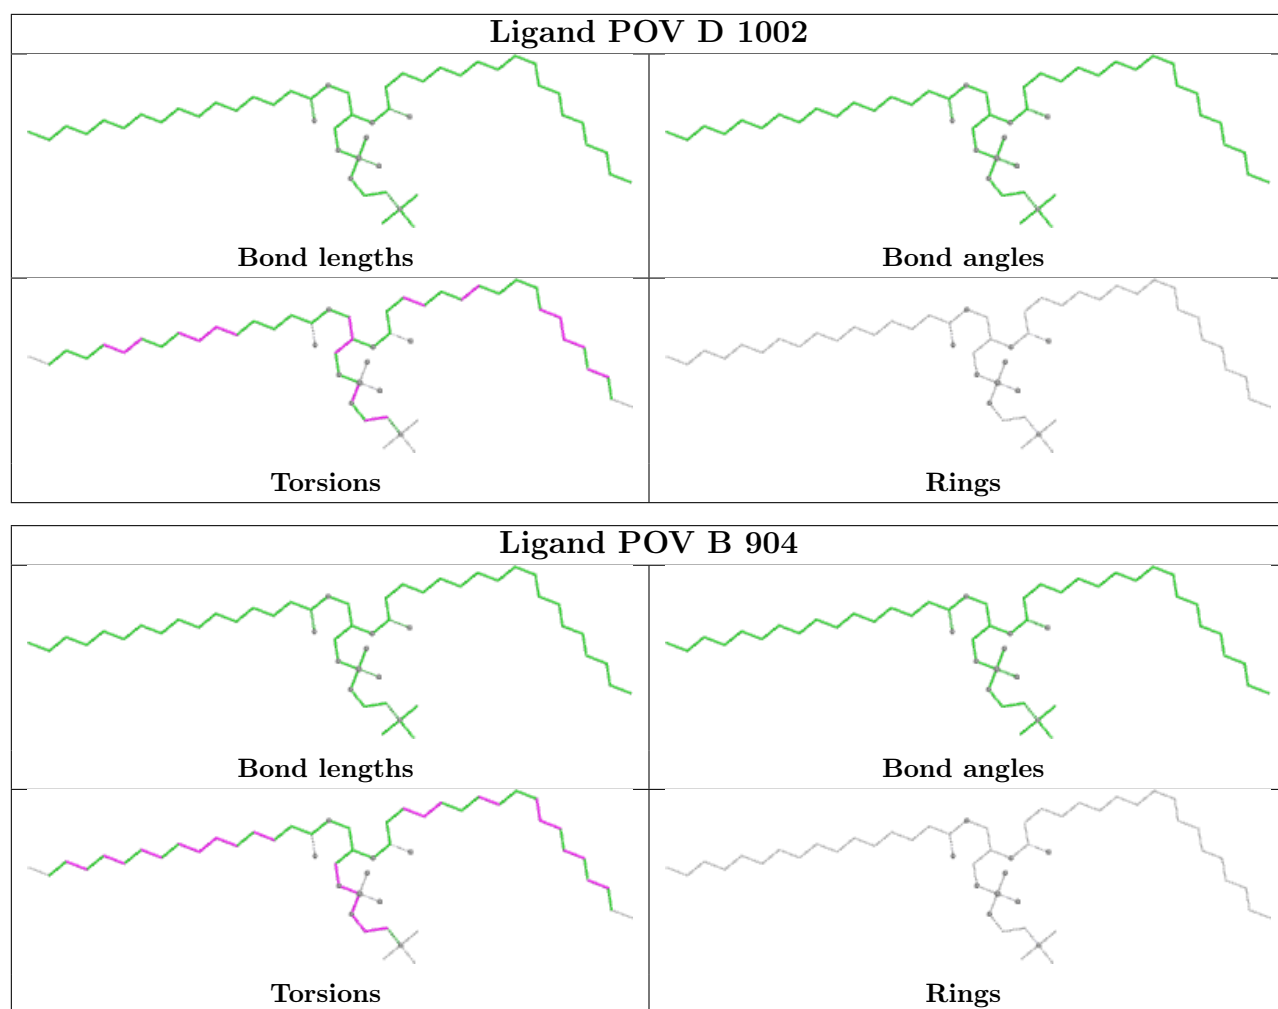 Ligand POV D 1002
Bond lengths
Bond angles
Torsions
Rings
Ligand POV B 904
Bond lengths
Bond angles
Torsions
Rings